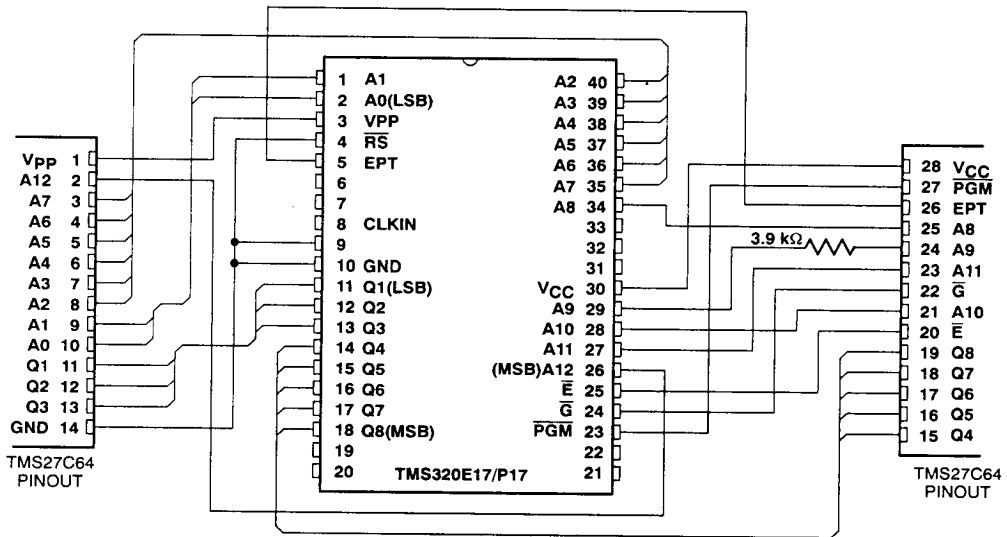 VPP 1
A12 2
A7 3
A6 4
A5 5
A4 6
A3 7
A2 8
A1 9
A0 10
Q1 11
Q2 12
Q3 13
GND 14
TMS27C64
PINOUT
1 A1
2 A0(LSB)
3 VPP
4 R̅S̅
5 EPT
6
7
8 CLKIN
9
10 GND
11 Q1(LSB)
12 Q2
13 Q3
14 Q4
15 Q5
16 Q6
17 Q7
18 Q8(MSB)
19
20
A2 40
A3 39
A4 38
A5 37
A6 36
A7 35
A8 34
33
32
31
VCC 30
A9 29
A10 28
A11 27
(MSB)A12 26
E̅ 25
G̅ 24
P̅G̅M̅ 23
22
21
TMS320E17/P17
3.9 kΩ
28 VCC
27 P̅G̅M̅
26 EPT
25 A8
24 A9
23 A11
22 G̅
21 A10
20 E̅
19 Q8
18 Q7
17 Q6
16 Q5
15 Q4
TMS27C64
PINOUT